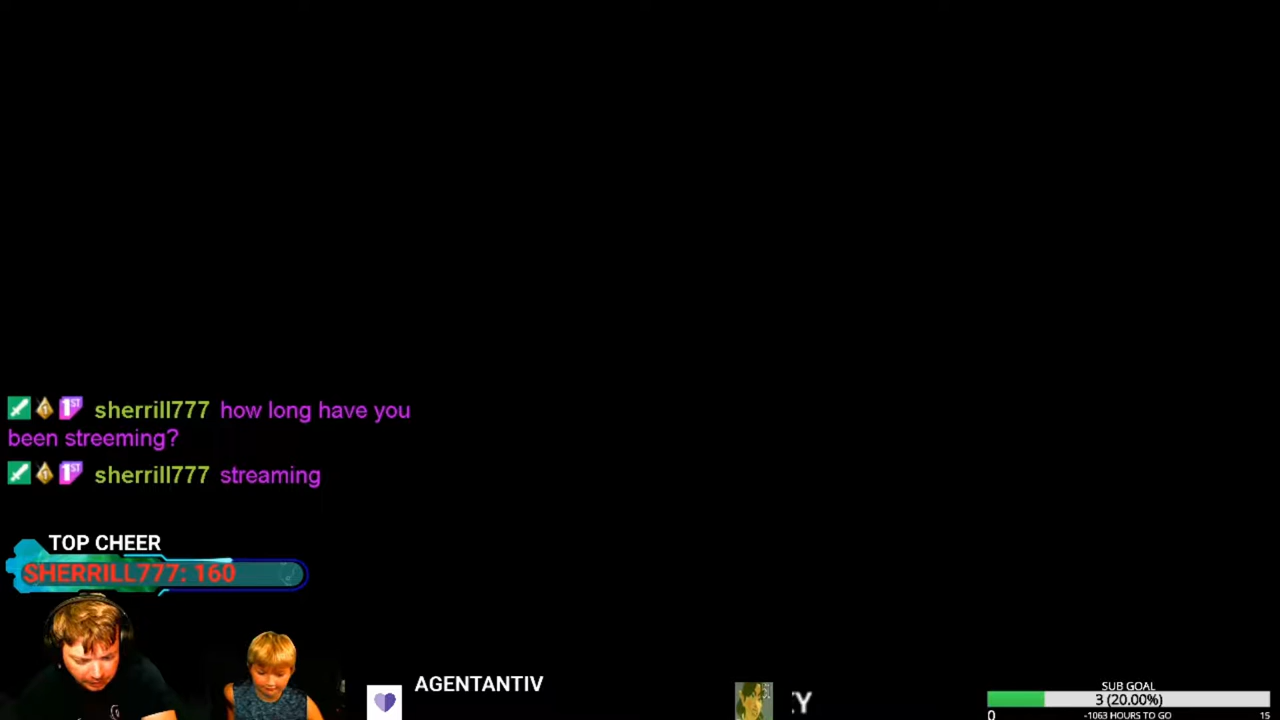 sherrill777 how long have you
been streeming?
sherrill777 streaming
TOP CHEER
SHERRILL777: 160
AGENTANTIV
SUB GOAL
3 (20.00%)
0
-1063 HOURS TO GO
15